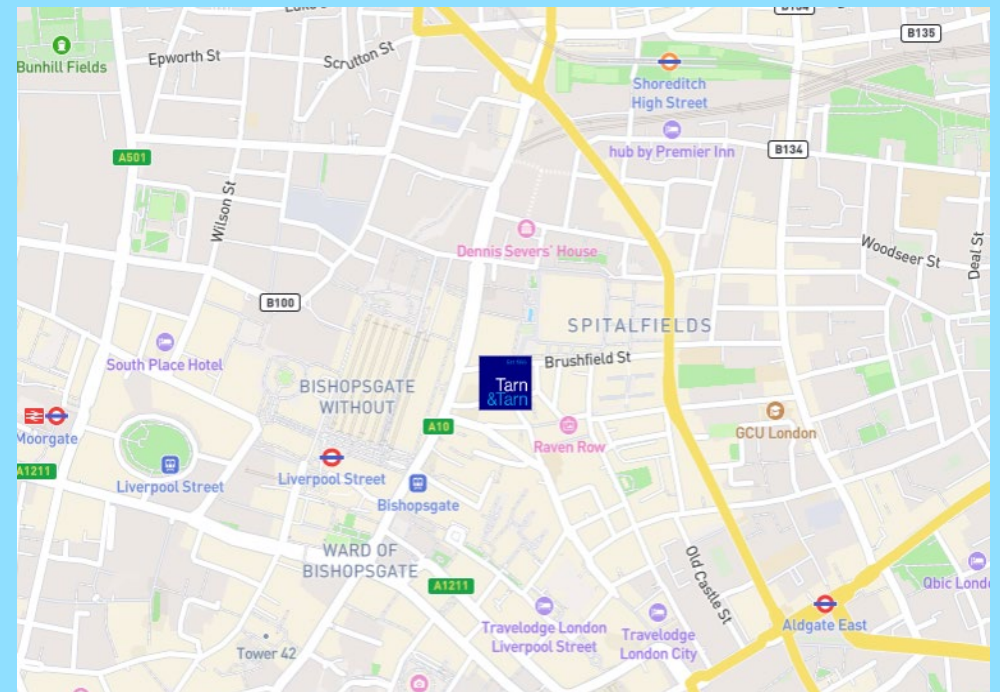 B135
Bunhill Fields
Epworth St
Scrutton St
Shoreditch
High Street
hub by Premier Inn
B134
A501
Wilson St
Dennis Severs' House
Woodseer St
Deal St
B100
SPITALFIELDS
South Place Hotel
Brushfield St
Tarn
&Tarn
BISHOPSGATE
WITHOUT
Moorgate
A10
Raven Row
GCU London
A1211
Liverpool Street
Liverpool Street
Bishopsgate
WARD OF
BISHOPSGATE
A1211
Old Castle St
Qbic Londo
Travelodge London
Liverpool Street
Travelodge
London City
Aldgate East
Tower 42